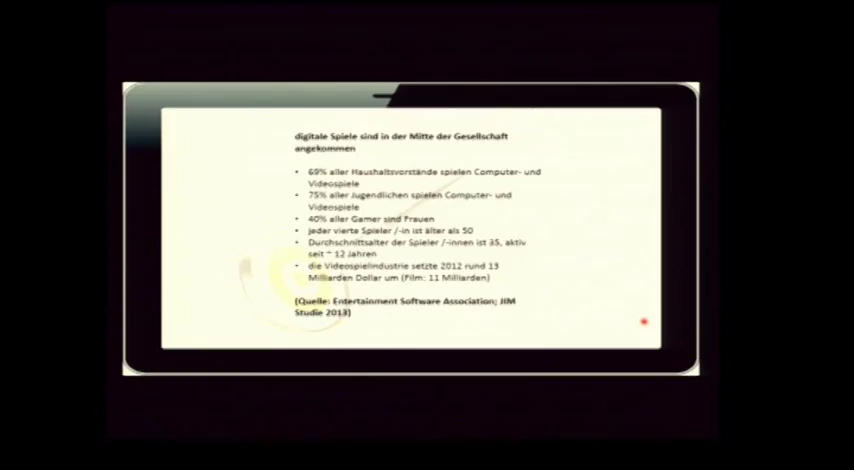 digitale Spiele sind in der Mitte der Gesellschaft
angekommen
• 69% aller Haushaltsvorstände spielen Computer- und
Videospiele
• 75% aller Jugendlichen spielen Computer- und
Videospiele
• 40% aller Gamer sind Frauen
• jeder vierte Spieler /-in ist älter als 50
• Durchschnittsalter der Spieler /-innen ist 35, aktiv
seit ~ 12 Jahren
• die Videospielindustrie setzte 2012 rund 13
Milliarden Dollar um (Film: 11 Milliarden)
(Quelle: Entertainment Software Association; JIM
Studie 2013)